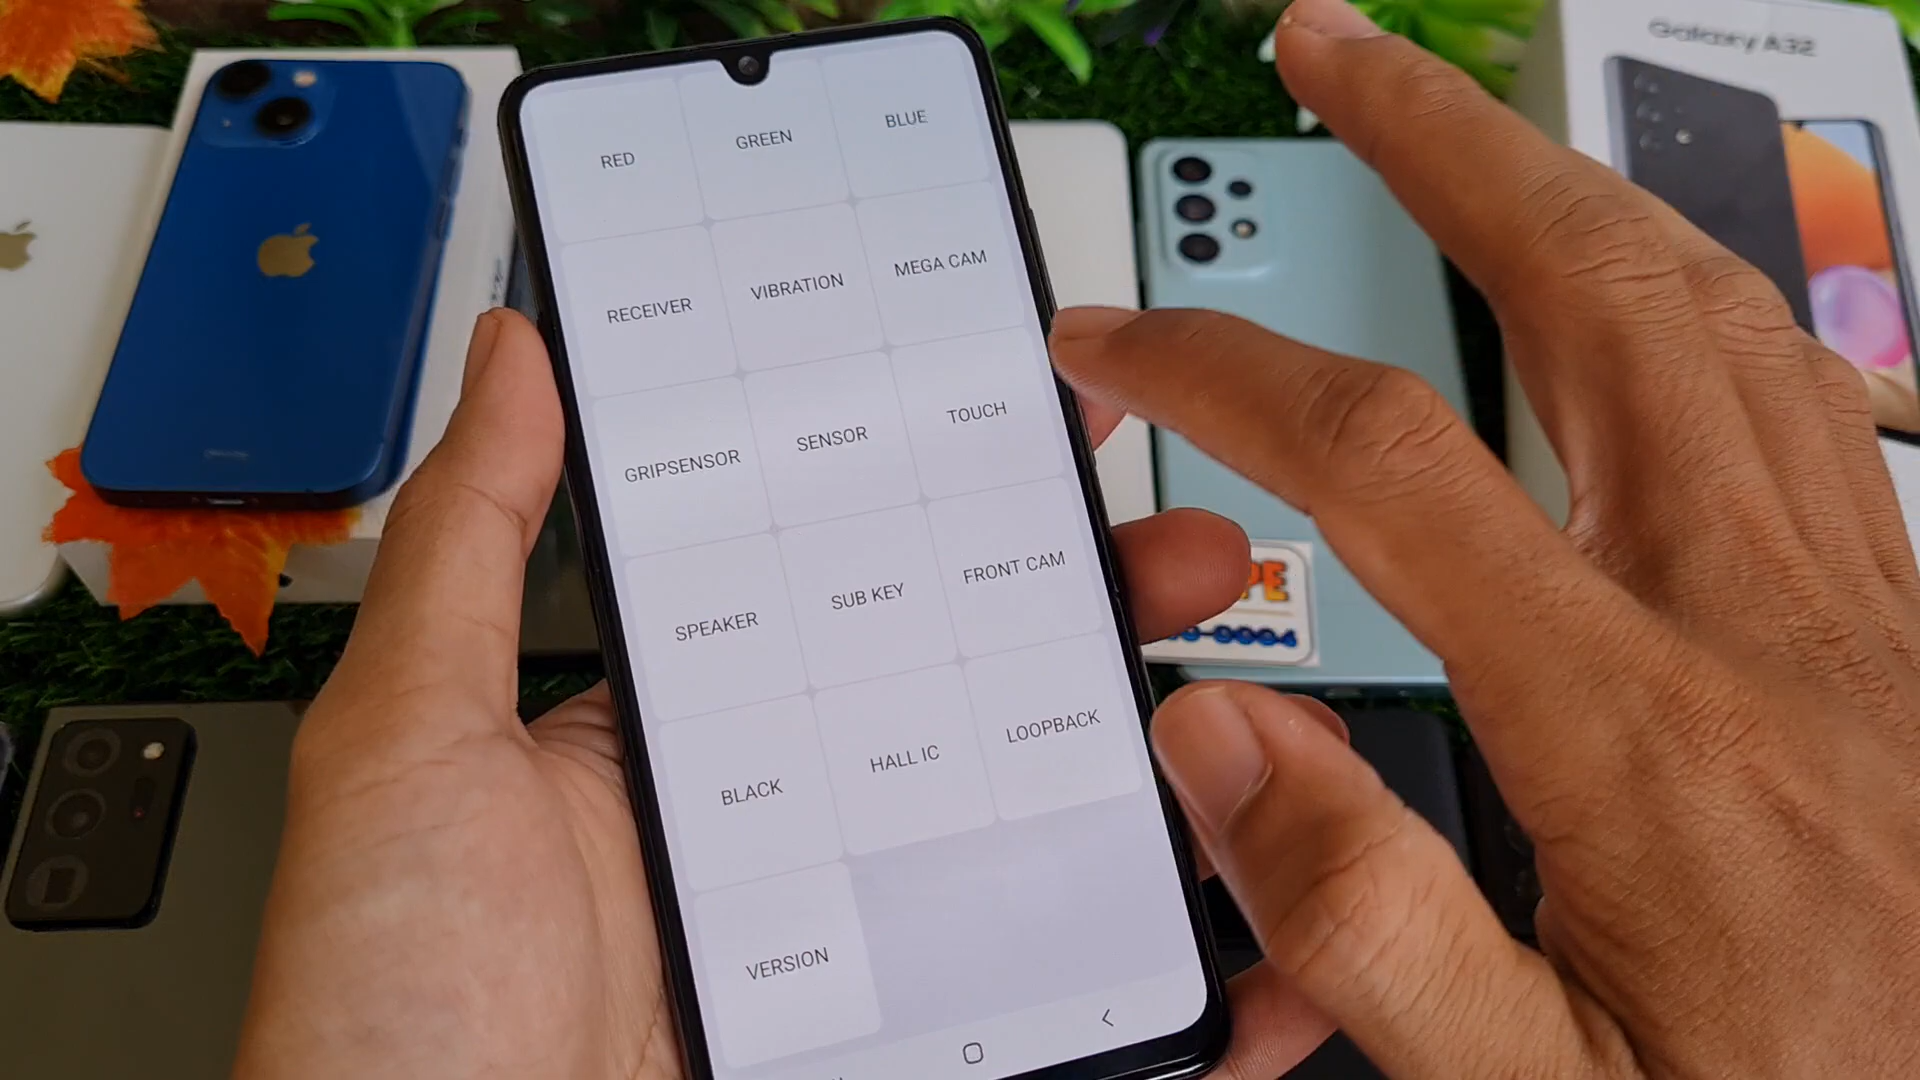 Galaxy A32
RED
GREEN
BLUE
RECEIVER
VIBRATION
MEGA CAM
GRIPSENSOR
SENSOR
TOUCH
SPEAKER
SUB KEY
FRONT CAM
BLACK
HALL IC
LOOPBACK
VERSION